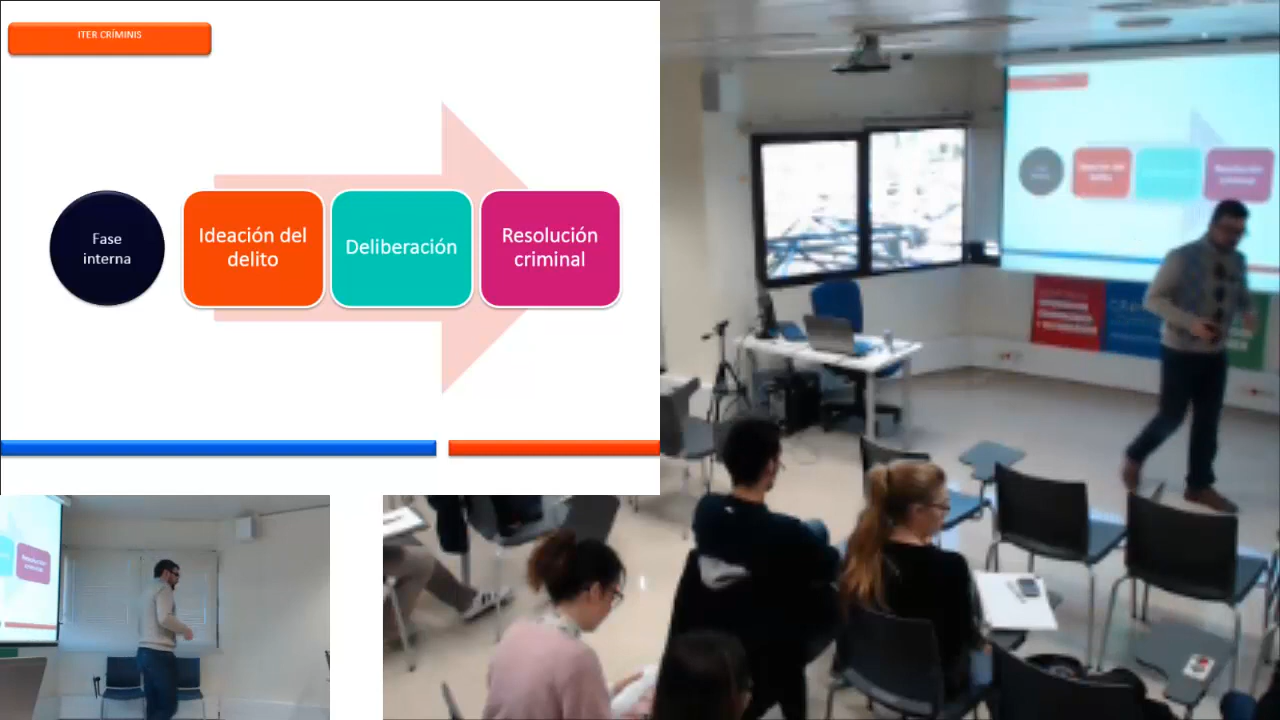 ITER CRÍMINIS
Fase
interna
Ideación del
delito
Deliberación
Resolución
criminal